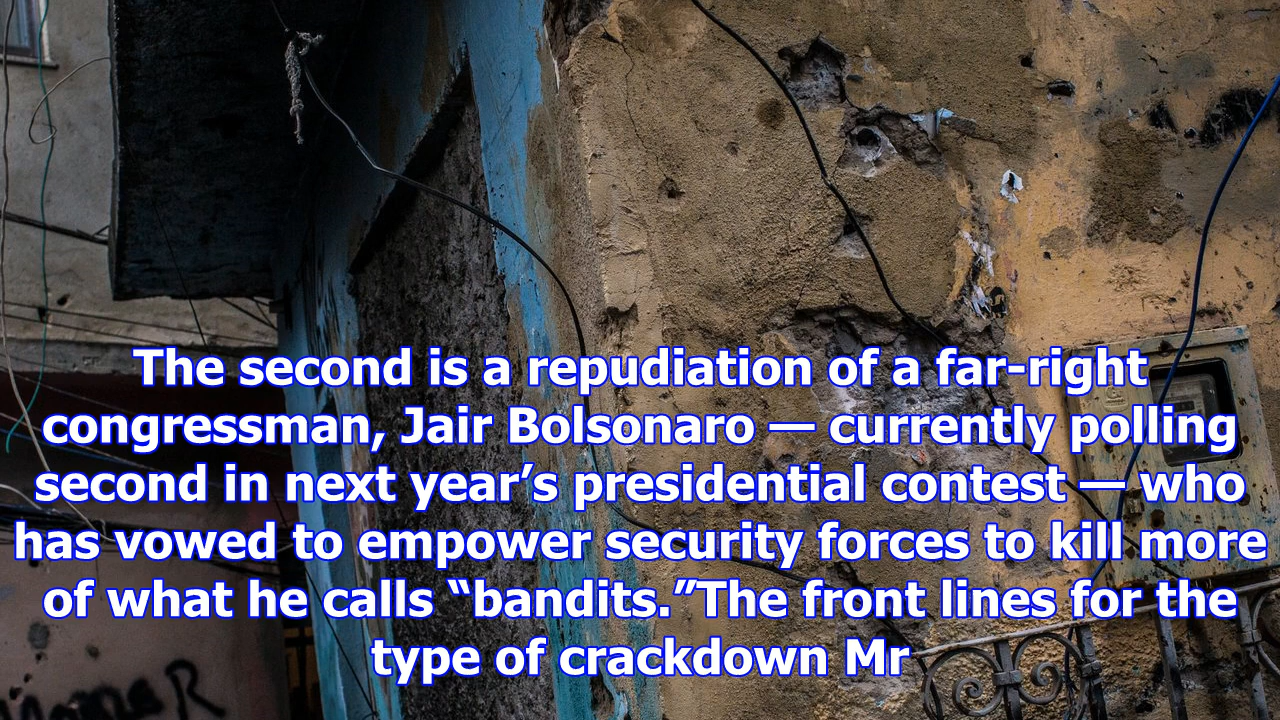 The second is a repudiation of a far-right
congressman, Jair Bolsonaro — currently polling
second in next year’s presidential contest — who
has vowed to empower security forces to kill more
of what he calls “bandits.”The front lines for the
type of crackdown Mr